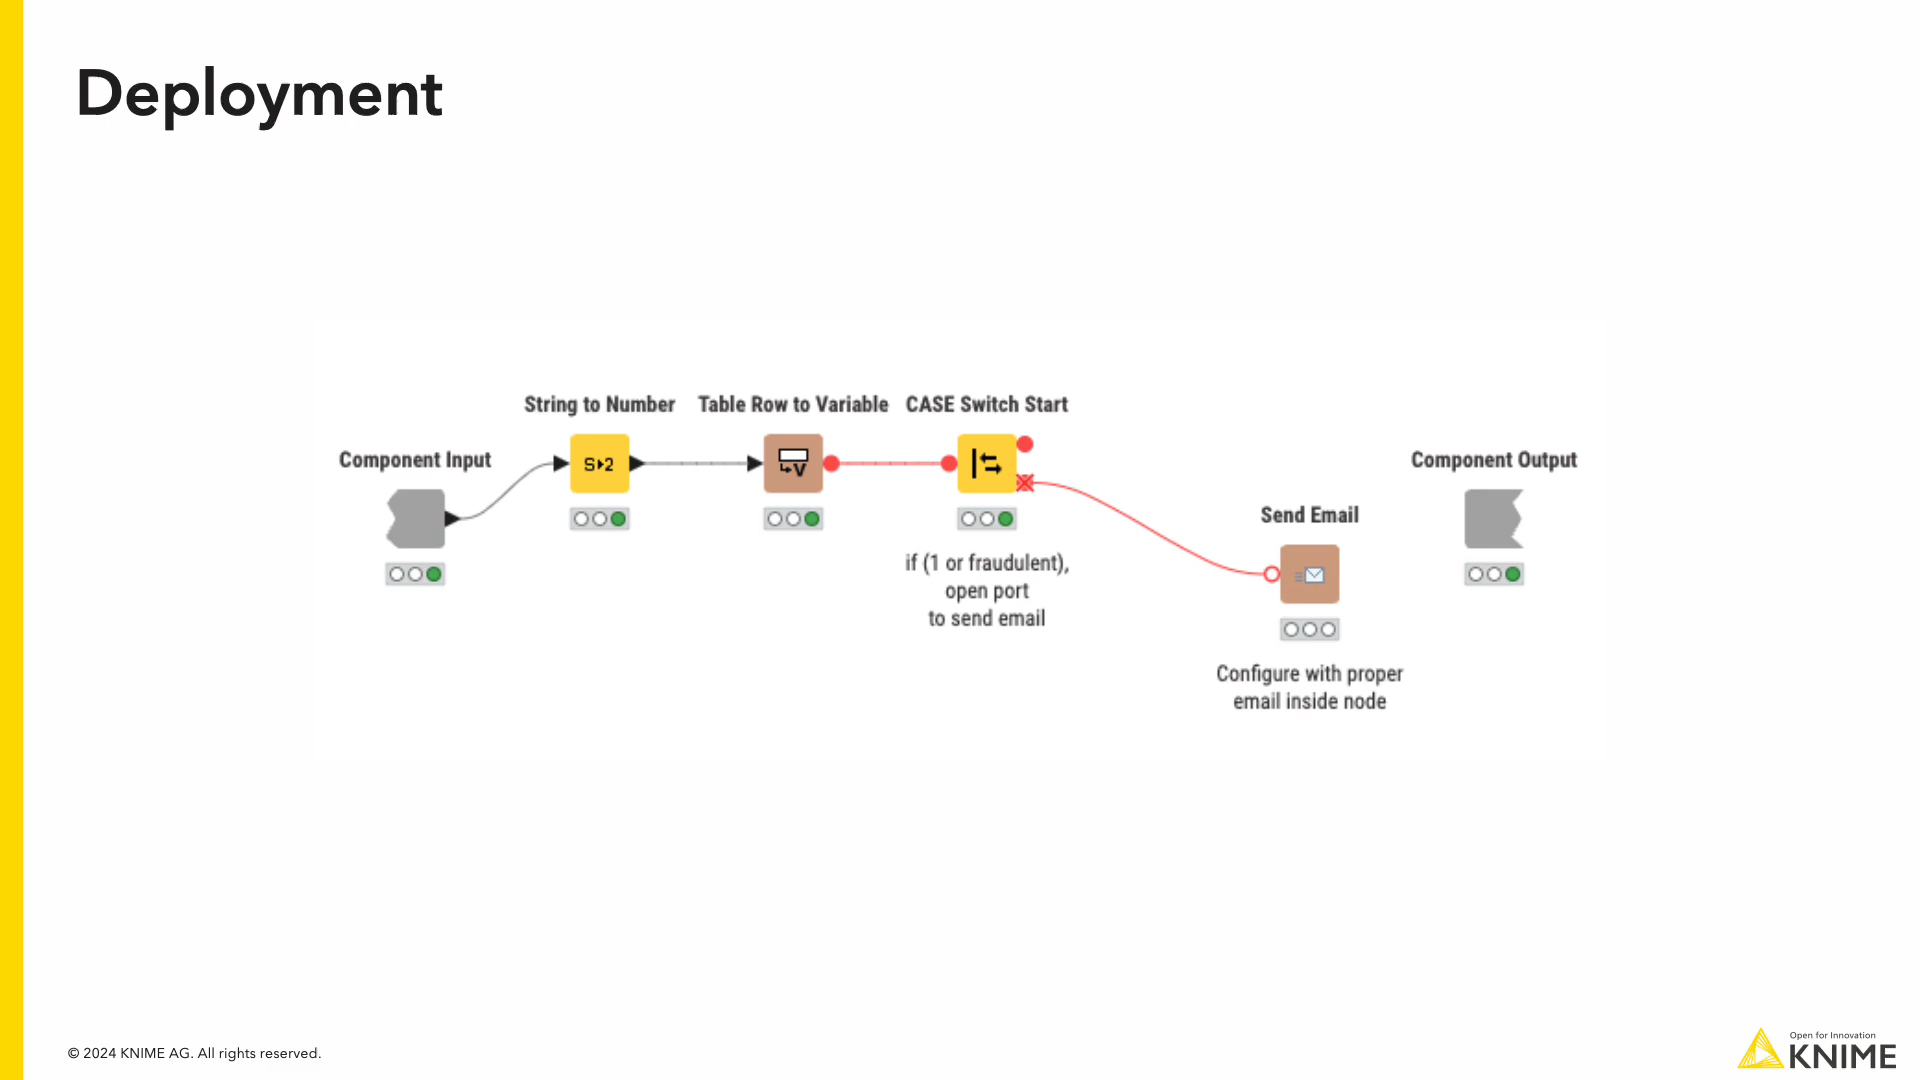 Deployment
String to Number
Table Row to Variable
CASE Switch Start
Component Input
Component Output
S▸2
V
Send Email
if (1 or fraudulent),
open port
to send email
Configure with proper
email inside node
© 2024 KNIME AG. All rights reserved.
Open for Innovation
KNIME